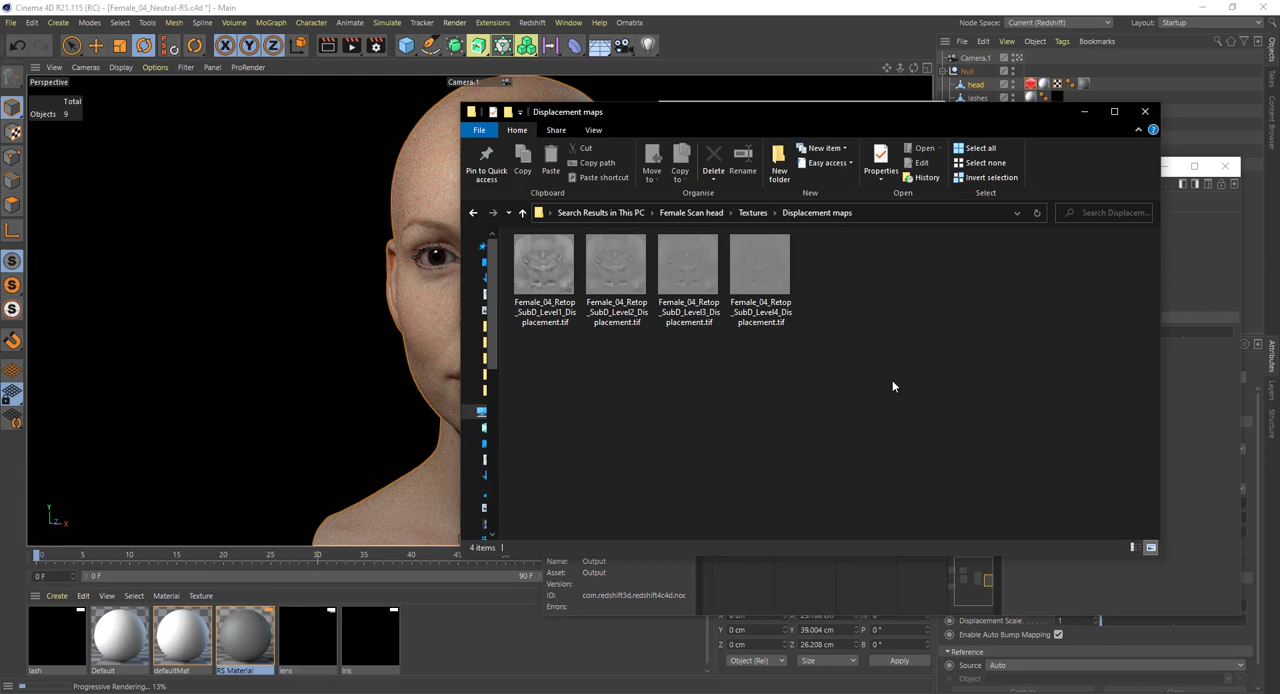 Cinema 4D R21.115 (RC) - [Female_04_Neutral-RS.c4d *] - Main
File Edit Create Modes Select Tools Mesh Spline Volume MoGraph Character Animate Simulate Tracker Render Extensions Redshift Window Help Ornatrix
Node Space: Current (Redshift) Layout: Startup
File Edit View Object Tags Bookmarks
View Cameras Display Options Filter Panel ProRender
Perspective
Camera.1
Total
Objects 9
Camera.1
Null
head
lashes
Objects
Takes
Content Browser
Attributes
Layers
Structure
Displacement maps
File Home Share View
Pin to Quick access
Copy
Paste
Cut
Copy path
Paste shortcut
Clipboard
Move to
Copy to
Delete
Rename
Organise
New folder
New item
Easy access
New
Properties
Open
Edit
History
Open
Select all
Select none
Invert selection
Select
Search Results in This PC > Female Scan head > Textures > Displacement maps
Search Displacem...
Female_04_Retop_SubD_Level1_Displacement.tif
Female_04_Retop_SubD_Level2_Displacement.tif
Female_04_Retop_SubD_Level3_Displacement.tif
Female_04_Retop_SubD_Level4_Displacement.tif
4 items
0 5 10 15 20 25 30 35 40 45
0 F 0 F 90 F
Name: Output
Asset: Output
Version:
ID: com.redshift3d.redshift4c4d.noc
Errors:
Create Edit View Select Material Texture
lash Default defaultMat RS Material lens Iris
Y 39.004 cm P 0 °
Z 0 cm 26.208 cm B 0 °
Object (Rel) Size Apply
Displacement Scale 1
Enable Auto Bump Mapping
Reference
Source Auto
Object
Progressive Rendering... 13%